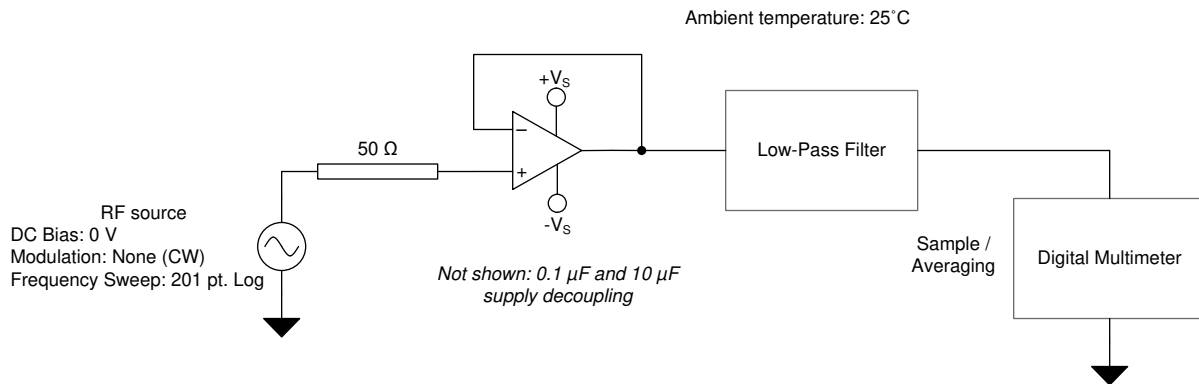 Ambient temperature: 25˚C
+VS
50 Ω
−
+
-VS
Low-Pass Filter
RF source
DC Bias: 0 V
Modulation: None (CW)
Frequency Sweep: 201 pt. Log
Not shown: 0.1 µF and 10 µF
supply decoupling
Sample /
Averaging
Digital Multimeter